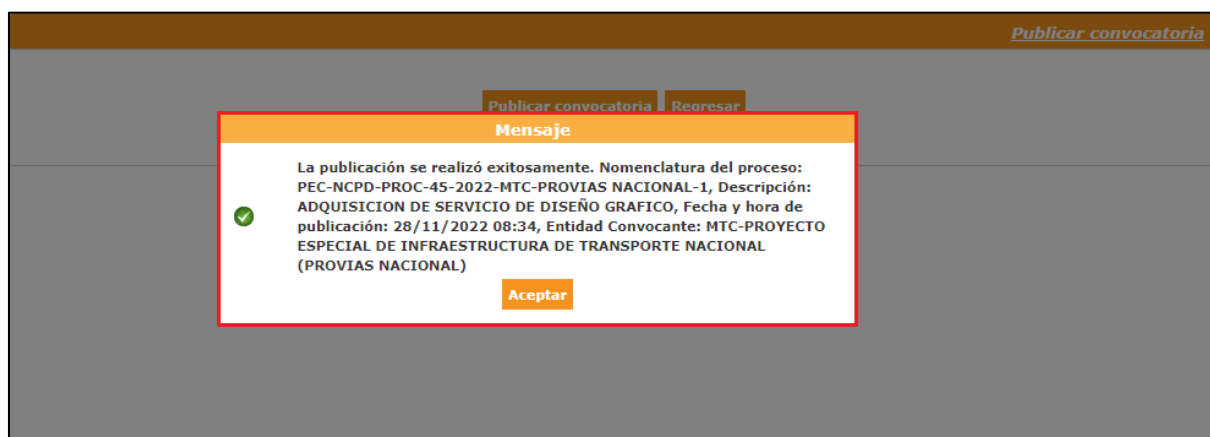 Publicar convocatoria
Publicar convocatoria Regresar
Mensaje
La publicación se realizó exitosamente. Nomenclatura del proceso:
PEC-NCPD-PROC-45-2022-MTC-PROVIAS NACIONAL-1, Descripción:
ADQUISICION DE SERVICIO DE DISEÑO GRAFICO, Fecha y hora de
publicación: 28/11/2022 08:34, Entidad Convocante: MTC-PROYECTO
ESPECIAL DE INFRAESTRUCTURA DE TRANSPORTE NACIONAL
(PROVIAS NACIONAL)
Aceptar